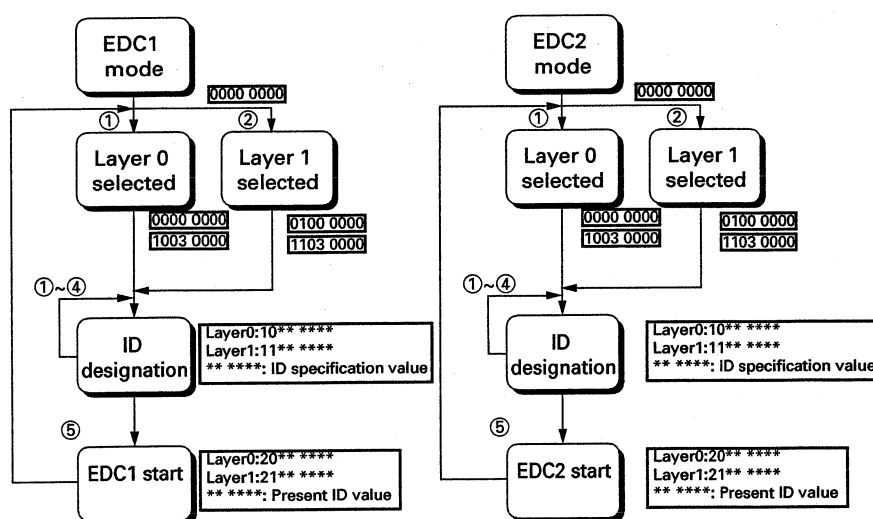 EDC1
mode
0000 0000
①
②
Layer 0
selected
Layer 1
selected
0000 0000
1003 0000
0100 0000
1103 0000
①~④
ID
designation
Layer0:10** ****
Layer1:11** ****
** ****: ID specification value
⑤
EDC1 start
Layer0:20** ****
Layer1:21** ****
** ****: Present ID value
EDC2
mode
0000 0000
①
②
Layer 0
selected
Layer 1
selected
0000 0000
1003 0000
0100 0000
1103 0000
①~④
ID
designation
Layer0:10** ****
Layer1:11** ****
** ****: ID specification value
⑤
EDC2 start
Layer0:20** ****
Layer1:21** ****
** ****: Present ID value